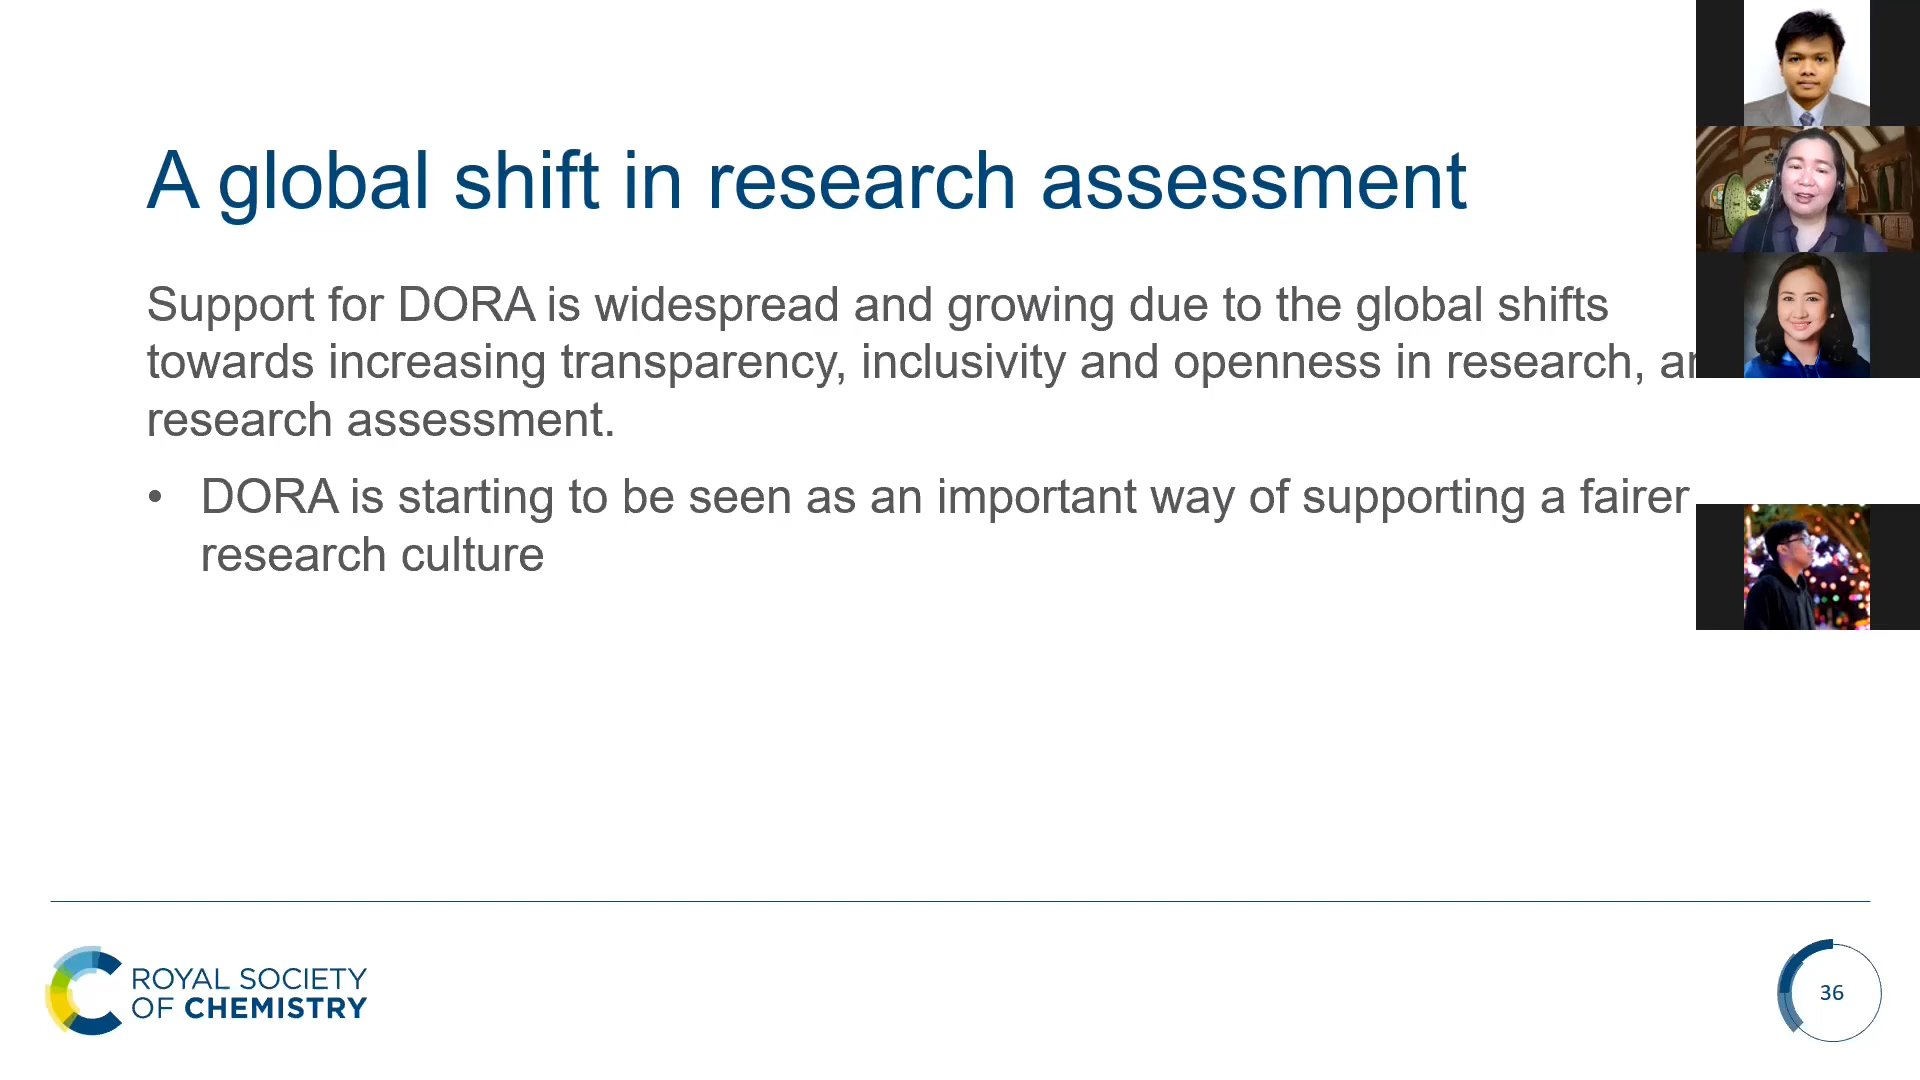 A global shift in research assessment
Support for DORA is widespread and growing due to the global shifts
towards increasing transparency, inclusivity and openness in research,
research assessment.
• DORA is starting to be seen as an important way of supporting a fairer
research culture
ROYAL SOCIETY
OF CHEMISTRY
36